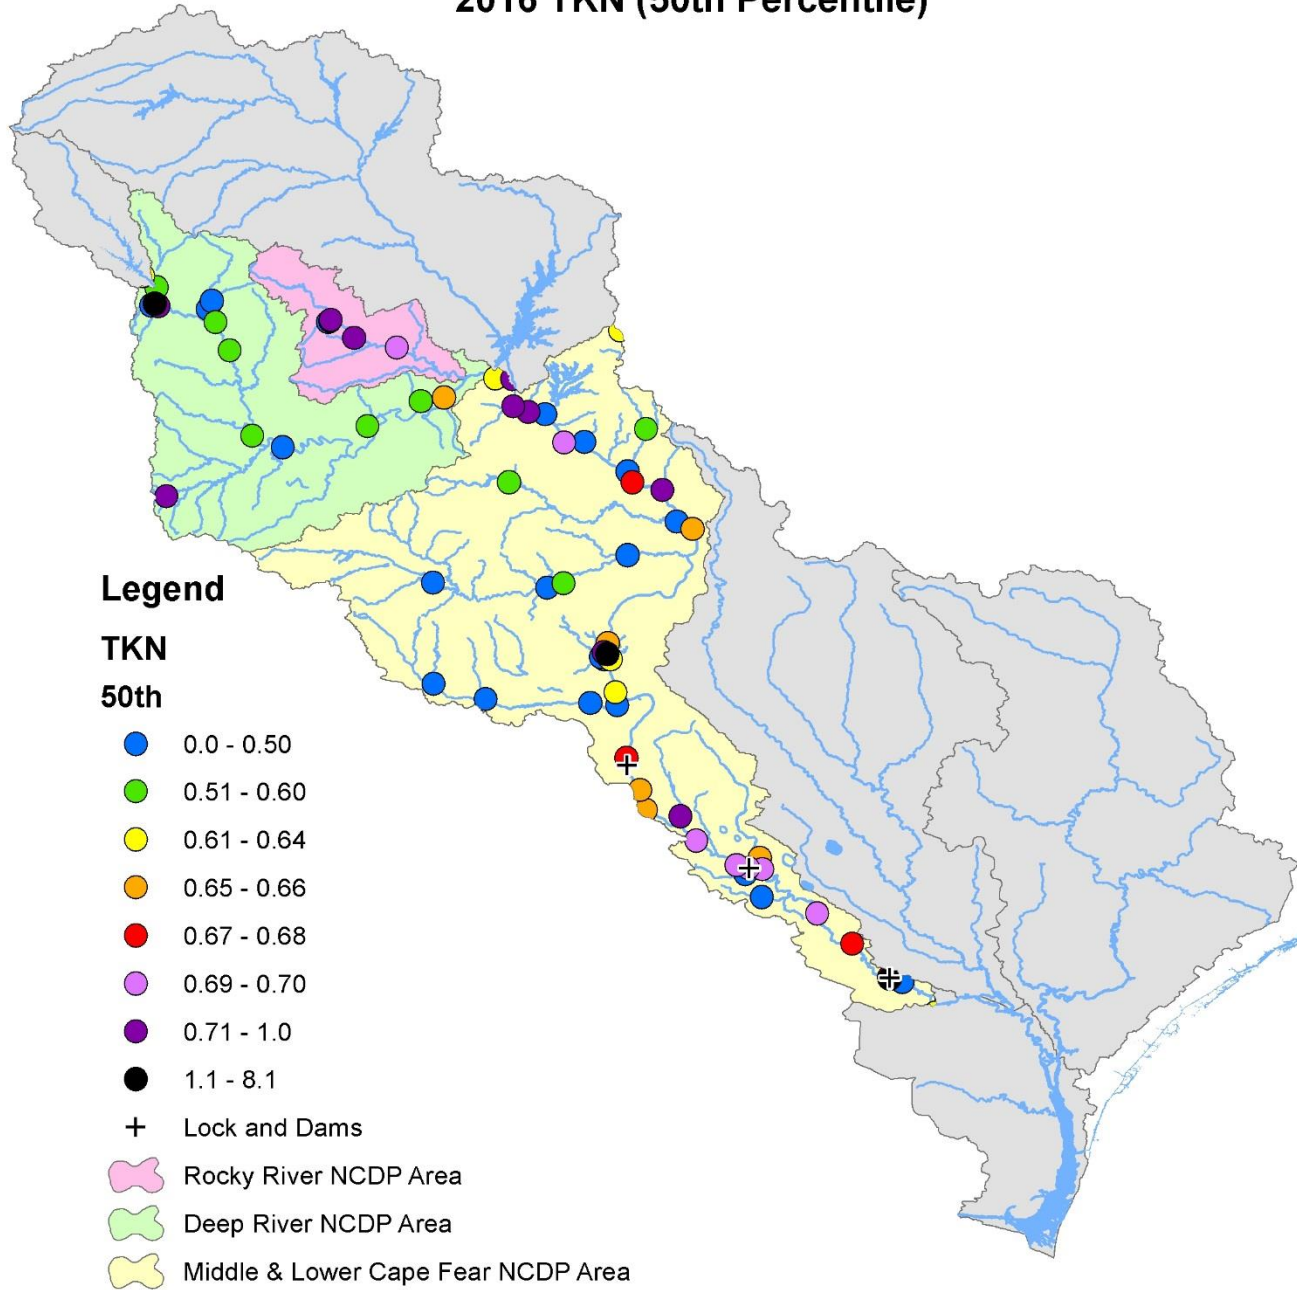 2016 TKN (50th Percentile)
Legend
TKN
50th
0.0 - 0.50
0.51 - 0.60
0.61 - 0.64
0.65 - 0.66
0.67 - 0.68
0.69 - 0.70
0.71 - 1.0
1.1 - 8.1
Lock and Dams
Rocky River NCDP Area
Deep River NCDP Area
Middle & Lower Cape Fear NCDP Area